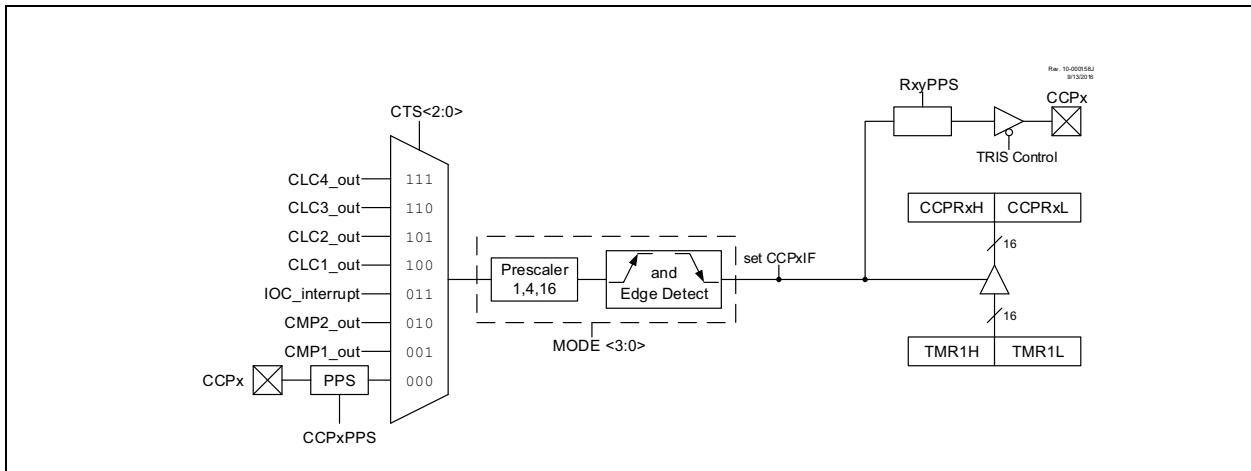 Rev. 10-000158J
9/13/2016
RxyPPS
CCPx
CTS<2:0>
TRIS Control
CLC4_out
111
CLC3_out
110
CCPRxH
CCPRxL
CLC2_out
101
16
CLC1_out
100
Prescaler
1,4,16
and
Edge Detect
set CCPxIF
IOC_interrupt
011
CMP2_out
010
16
MODE <3:0>
CMP1_out
001
TMR1H
TMR1L
CCPx
PPS
000
CCPxPPS